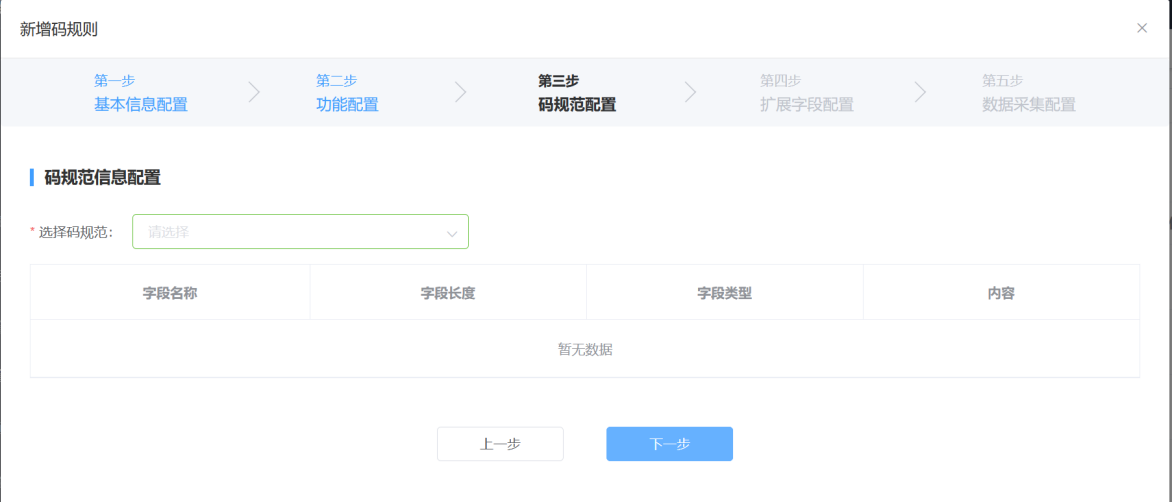 新增码规则
第一步
基本信息配置
第二步
功能配置
第三步
码规范配置
第四步
扩展字段配置
第五步
数据采集配置
码规范信息配置
* 选择码规范： 请选择
字段名称 字段长度 字段类型 内容
暂无数据
上一步 下一步